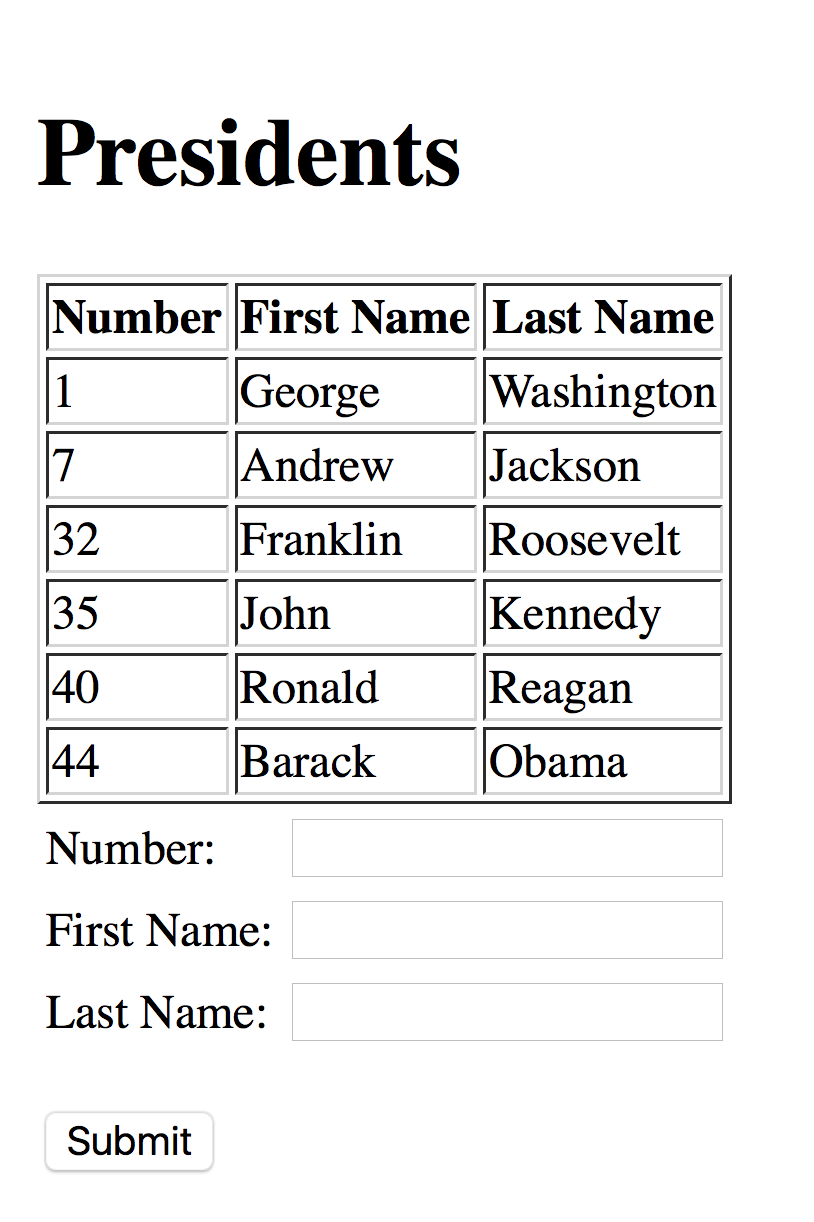 Presidents
Number First Name Last Name
1 George Washington
7 Andrew Jackson
32 Franklin Roosevelt
35 John Kennedy
40 Ronald Reagan
44 Barack Obama
Number:
First Name:
Last Name:
Submit